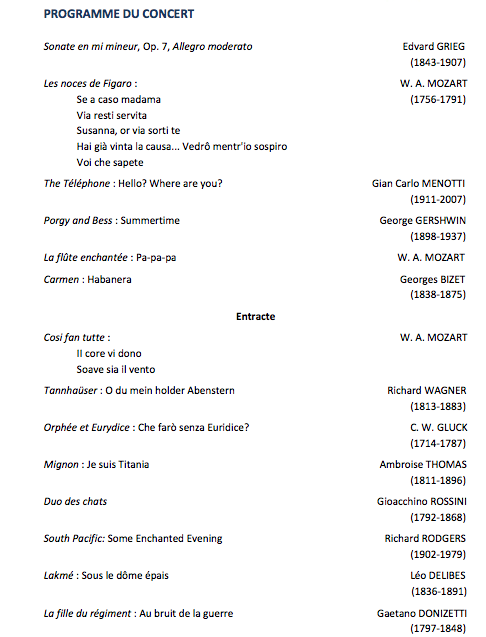 PROGRAMME DU CONCERT
Sonate en mi mineur, Op. 7, Allegro moderato Edvard GRIEG
(1843-1907)
Les noces de Figaro : W. A. MOZART
Se a caso madama (1756-1791)
Via resti servita
Susanna, or via sorti te
Hai già vinta la causa... Vedrô mentr'io sospiro
Voi che sapete
The Téléphone : Hello? Where are you? Gian Carlo MENOTTI
(1911-2007)
Porgy and Bess : Summertime George GERSHWIN
(1898-1937)
La flûte enchantée : Pa-pa-pa W. A. MOZART
Carmen : Habanera Georges BIZET
(1838-1875)
Entracte
Cosi fan tutte : W. A. MOZART
Il core vi dono
Soave sia il vento
Tannhaüser : O du mein holder Abenstern Richard WAGNER
(1813-1883)
Orphée et Eurydice : Che farò senza Euridice? C. W. GLUCK
(1714-1787)
Mignon : Je suis Titania Ambroise THOMAS
(1811-1896)
Duo des chats Gioacchino ROSSINI
(1792-1868)
South Pacific: Some Enchanted Evening Richard RODGERS
(1902-1979)
Lakmé : Sous le dôme épais Léo DELIBES
(1836-1891)
La fille du régiment : Au bruit de la guerre Gaetano DONIZETTI
(1797-1848)